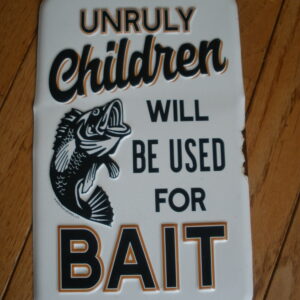 UNRULY
Children
WILL
BE USED
FOR
BAIT